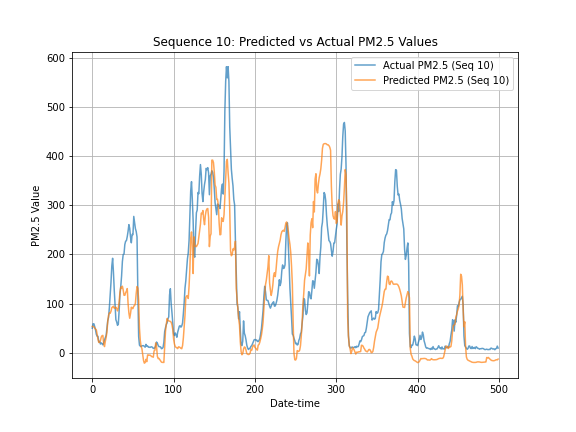 Sequence 10: Predicted vs Actual PM2.5 Values
Actual PM2.5 (Seq 10)
Predicted PM2.5 (Seq 10)
PM2.5 Value
600
500
400
300
200
100
0
0 100 200 300 400 500
Date-time